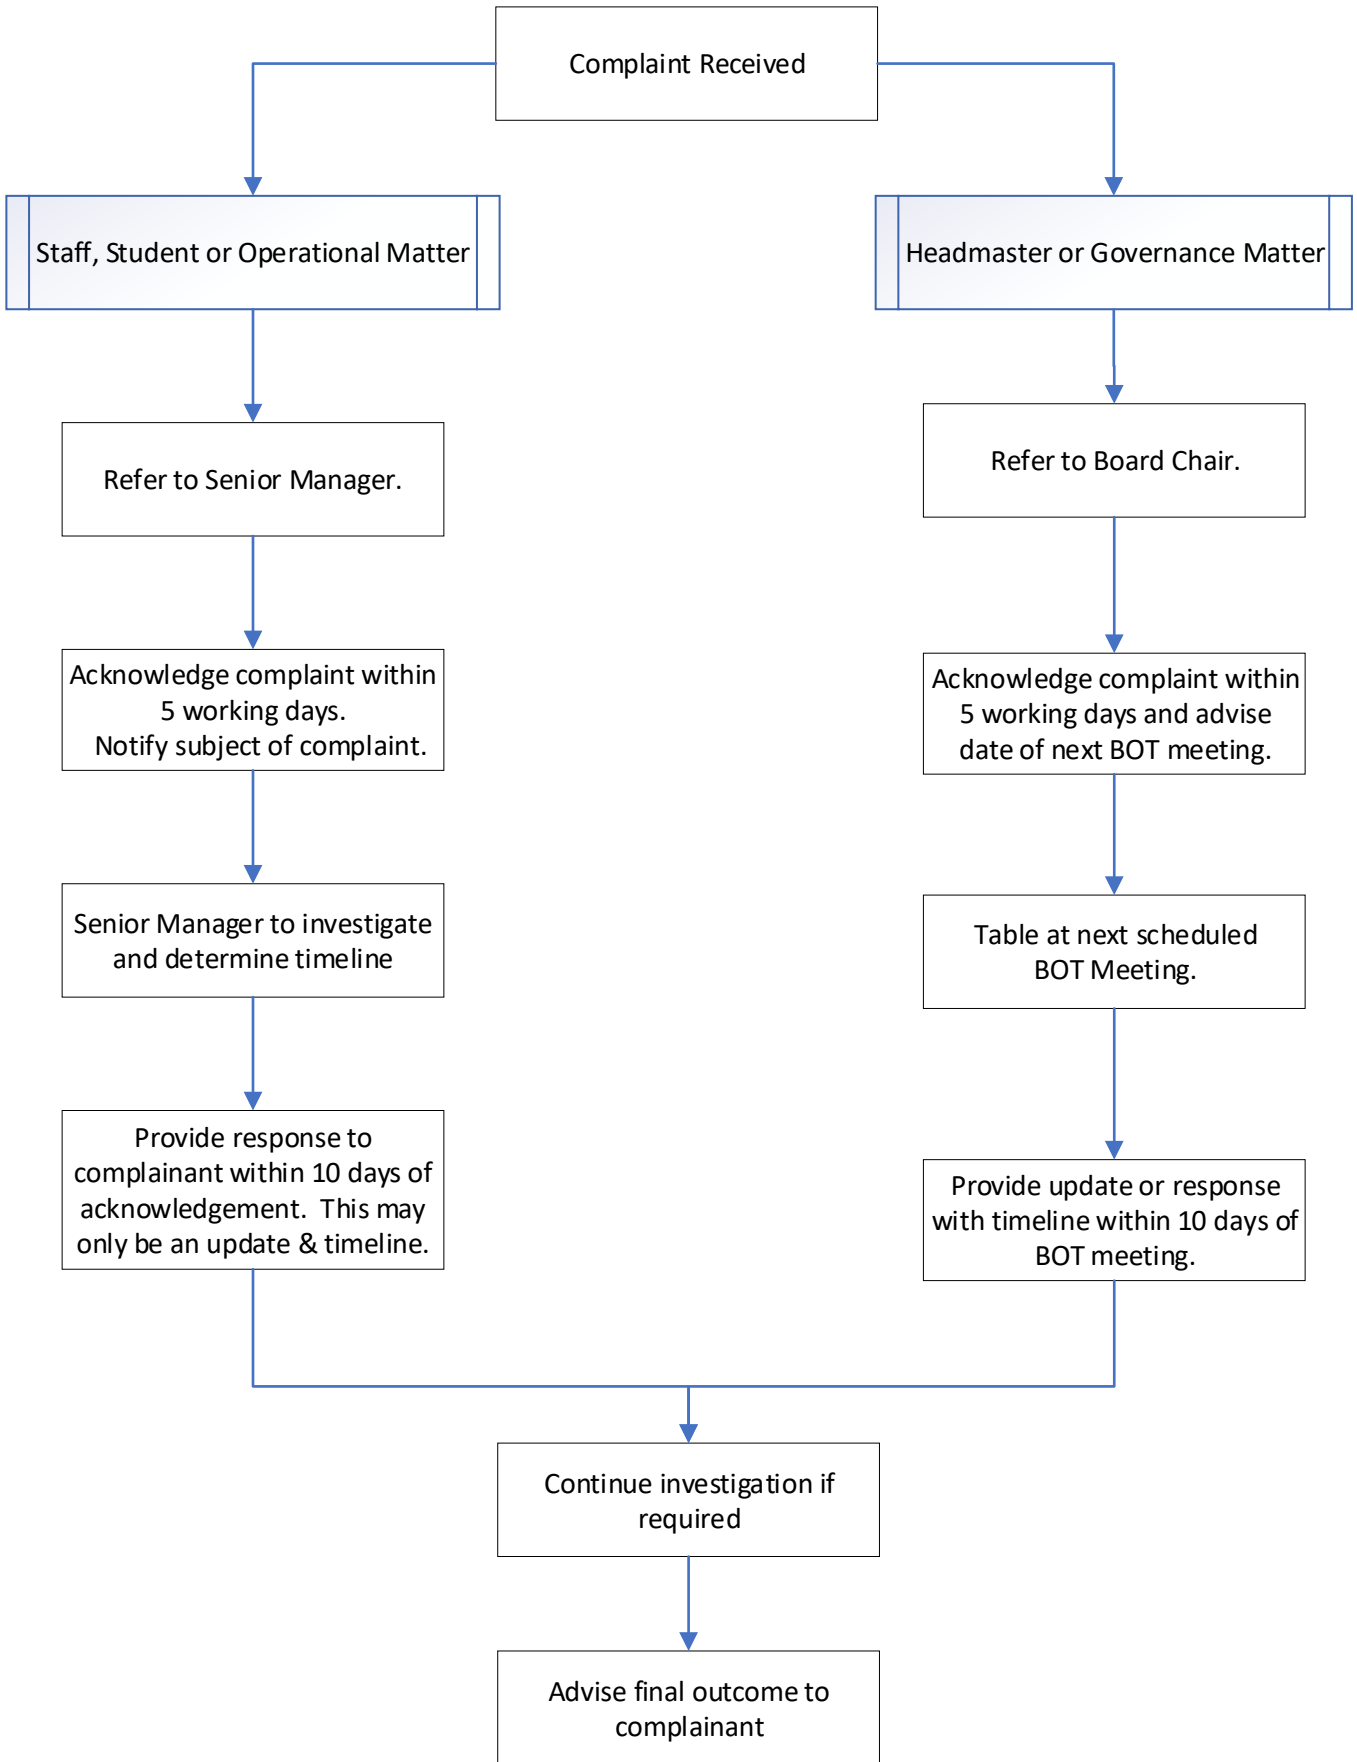 Complaint Received
Staff, Student or Operational Matter
Headmaster or Governance Matter
Refer to Senior Manager.
Refer to Board Chair.
Acknowledge complaint within
5 working days.
Notify subject of complaint.
Acknowledge complaint within
5 working days and advise
date of next BOT meeting.
Senior Manager to investigate
and determine timeline
Table at next scheduled
BOT Meeting.
Provide response to
complainant within 10 days of
acknowledgement.  This may
only be an update & timeline.
Provide update or response
with timeline within 10 days of
BOT meeting.
Continue investigation if
required
Advise final outcome to
complainant